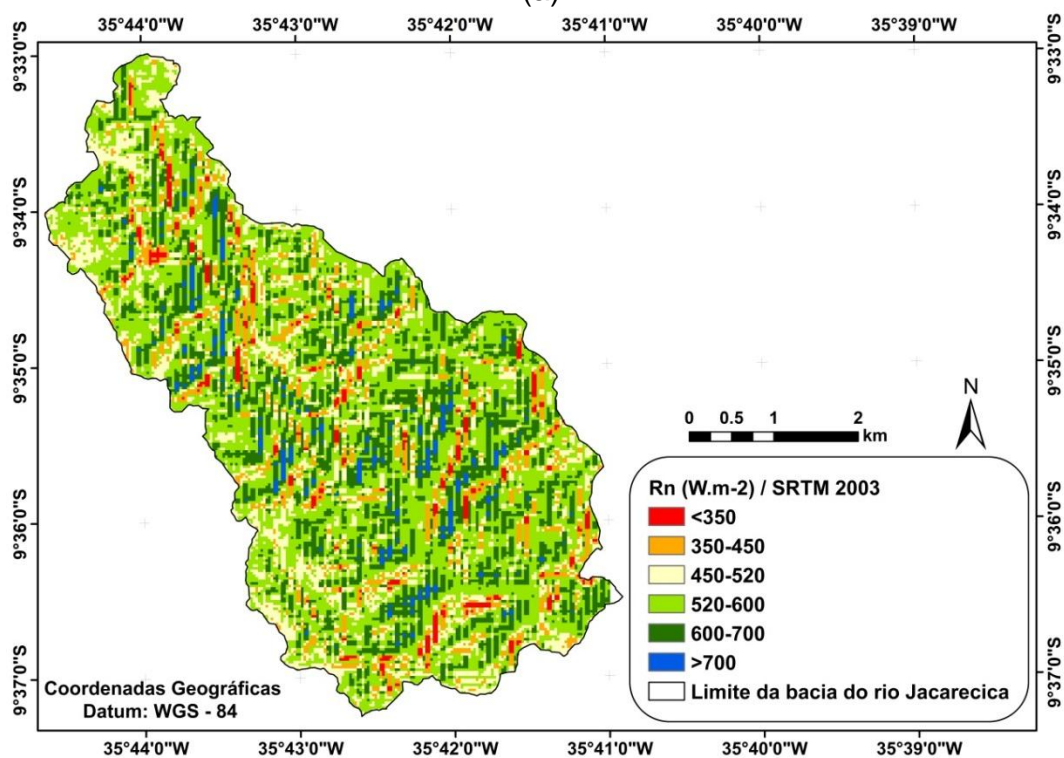 35°44'0"W 35°43'0"W 35°42'0"W 35°41'0"W 35°40'0"W 35°39'0"W
9°33'0"S 9°33'0"S
9°34'0"S 9°34'0"S
9°35'0"S 9°35'0"S
N
0 0.5 1 2
km
Rn (W.m-2) / SRTM 2003
<350
350-450
9°36'0"S 9°36'0"S
450-520
520-600
600-700
>700
9°37'0"S 9°37'0"S
Limite da bacia do rio Jacarecica
Coordenadas Geográficas
Datum: WGS - 84
35°44'0"W 35°43'0"W 35°42'0"W 35°41'0"W 35°40'0"W 35°39'0"W